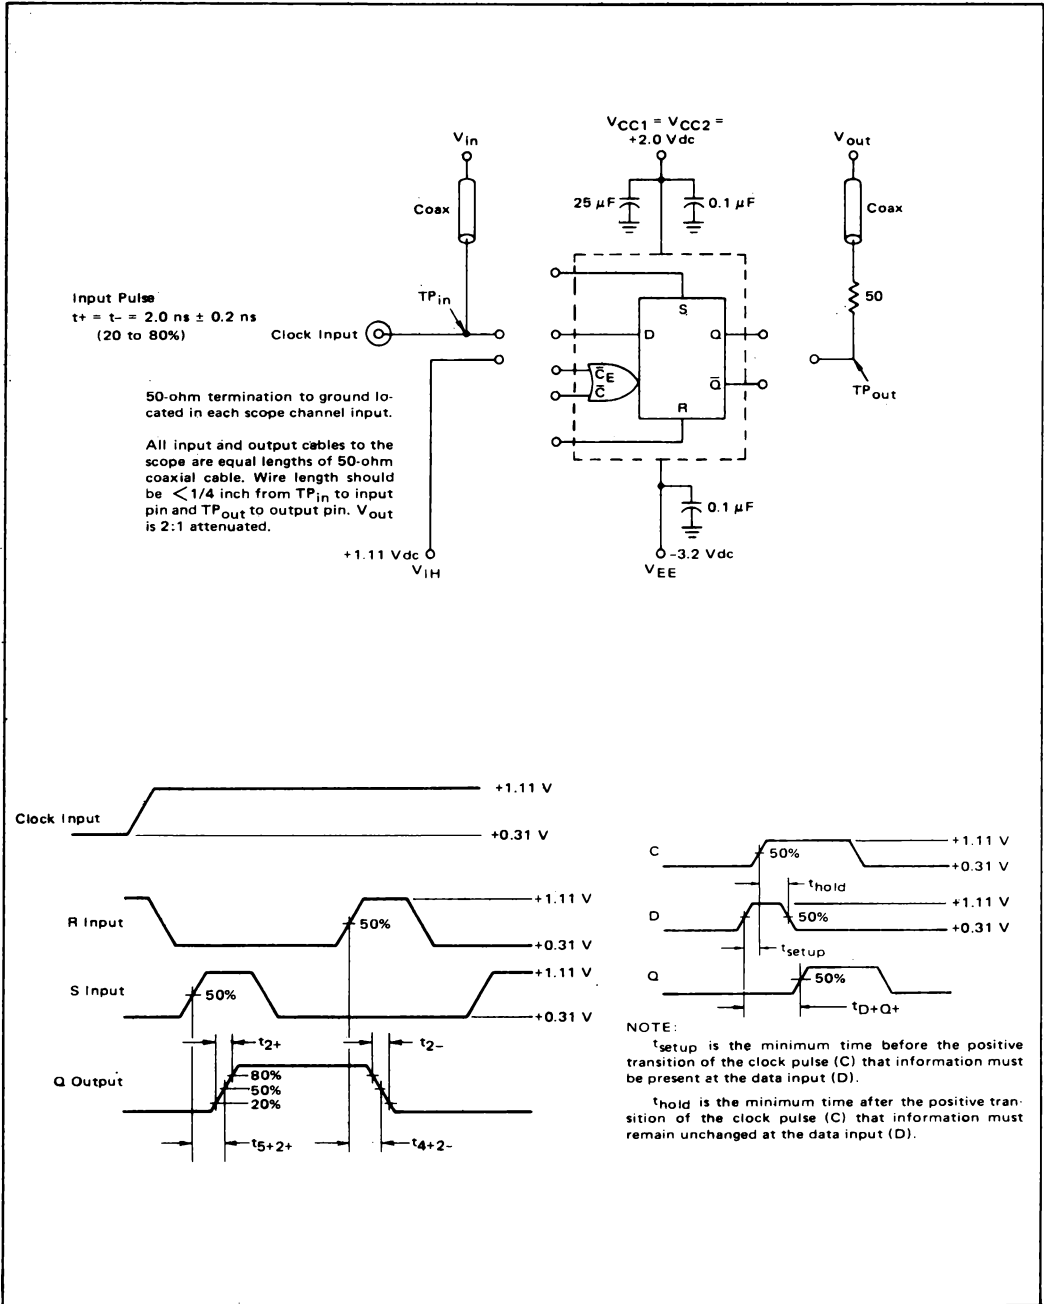 V_CC1 = V_CC2 =
+2.0 Vdc
V_in
V_out
Coax
25 µF
0.1 µF
Coax
Input Pulse
t+ = t- = 2.0 ns ± 0.2 ns
(20 to 80%)
TP_in
Clock Input
50
S
D
Q
C̅_E
C̅
Q̅
R
TP_out
50-ohm termination to ground lo-
cated in each scope channel input.
All input and output cables to the
scope are equal lengths of 50-ohm
coaxial cable. Wire length should
be <1/4 inch from TP_in to input
pin and TP_out to output pin. V_out
is 2:1 attenuated.
0.1 µF
+1.11 Vdc
V_IH
-3.2 Vdc
V_EE
Clock Input
+1.11 V
+0.31 V
R Input
50%
+1.11 V
+0.31 V
S Input
50%
+1.11 V
+0.31 V
t2+
t2-
Q Output
80%
50%
20%
t5+2+
t4+2-
C
50%
+1.11 V
+0.31 V
t_hold
D
+1.11 V
50%
+0.31 V
t_setup
Q
50%
t_D+Q+
NOTE:
t_setup is the minimum time before the positive
transition of the clock pulse (C) that information must
be present at the data input (D).
t_hold is the minimum time after the positive tran-
sition of the clock pulse (C) that information must
remain unchanged at the data input (D).